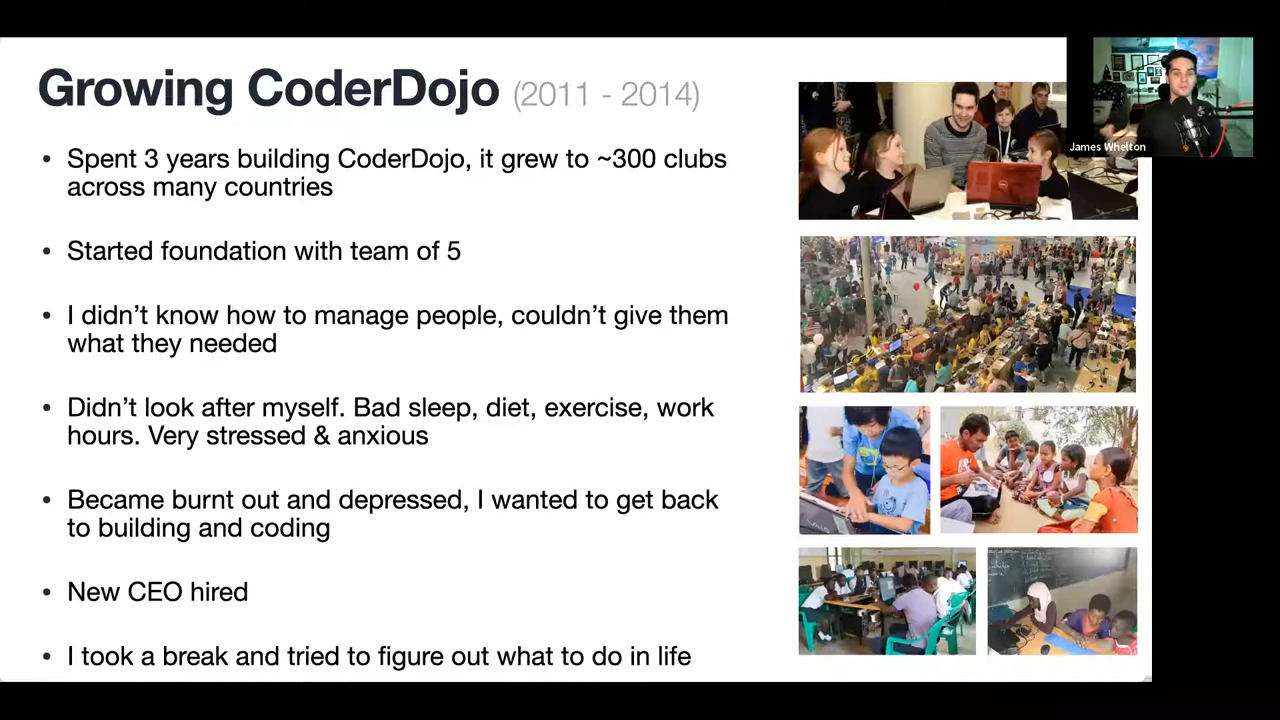 Growing CoderDojo (2011 - 2014)
• Spent 3 years building CoderDojo, it grew to ~300 clubs
across many countries
• Started foundation with team of 5
• I didn’t know how to manage people, couldn’t give them
what they needed
• Didn’t look after myself. Bad sleep, diet, exercise, work
hours. Very stressed & anxious
• Became burnt out and depressed, I wanted to get back
to building and coding
• New CEO hired
• I took a break and tried to figure out what to do in life
James Whelton